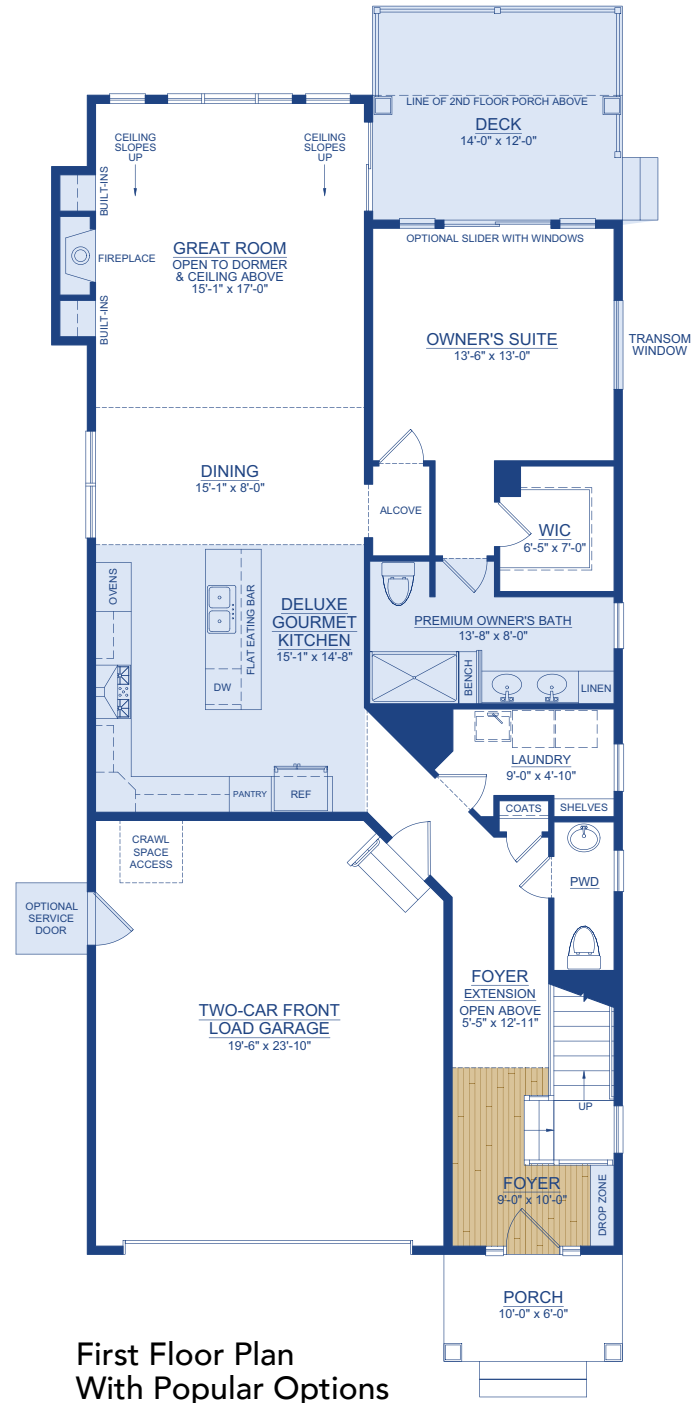 LINE OF 2ND FLOOR PORCH ABOVE
DECK
14'-0" x 12'-0"
CEILING
SLOPES
UP
CEILING
SLOPES
UP
BUILT-INS
FIREPLACE
BUILT-INS
GREAT ROOM
OPEN TO DORMER
& CEILING ABOVE
15'-1" x 17'-0"
OPTIONAL SLIDER WITH WINDOWS
OWNER'S SUITE
13'-6" x 13'-0"
TRANSOM
WINDOW
DINING
15'-1" x 8'-0"
ALCOVE
WIC
6'-5" x 7'-0"
OVENS
FLAT EATING BAR
DW
DELUXE
GOURMET
KITCHEN
15'-1" x 14'-8"
PREMIUM OWNER'S BATH
13'-8" x 8'-0"
BENCH
LINEN
PANTRY
REF
LAUNDRY
9'-0" x 4'-10"
COATS
SHELVES
CRAWL
SPACE
ACCESS
PWD
OPTIONAL
SERVICE
DOOR
TWO-CAR FRONT
LOAD GARAGE
19'-6" x 23'-10"
FOYER
EXTENSION
OPEN ABOVE
5'-5" x 12'-11"
UP
FOYER
9'-0" x 10'-0"
DROP ZONE
PORCH
10'-0" x 6'-0"
First Floor Plan
With Popular Options